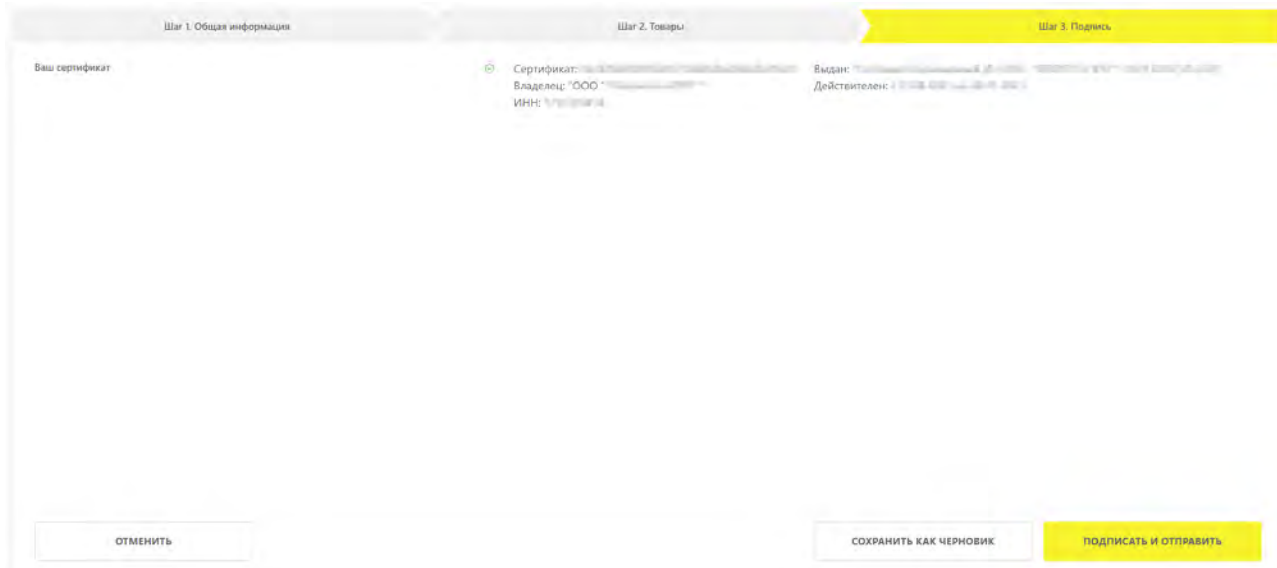 Шаг 1. Общая информация
Шаг 2. Товары
Шаг 3. Подпись
Ваш сертификат
Сертификат:
Выдан:
Владелец: "ООО "
Действителен:
ИНН:
ОТМЕНИТЬ
СОХРАНИТЬ КАК ЧЕРНОВИК
ПОДПИСАТЬ И ОТПРАВИТЬ